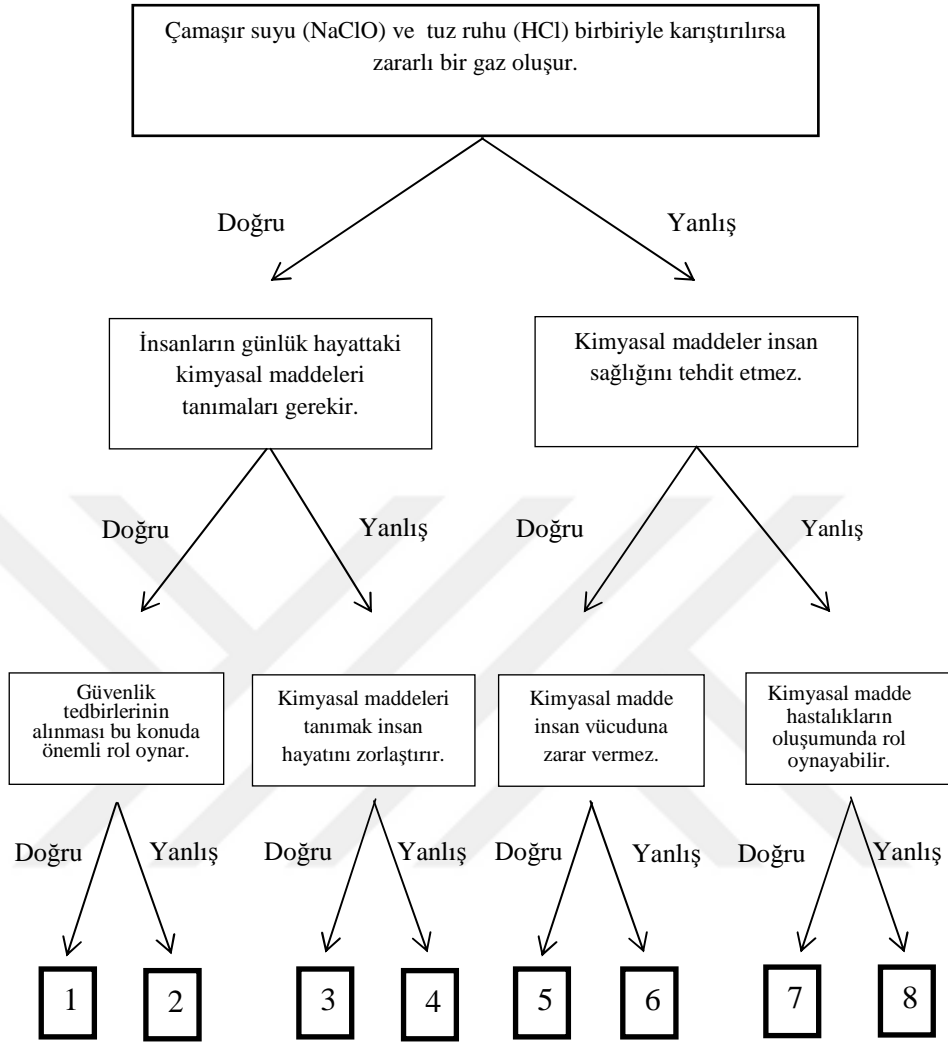 Çamaşır suyu (NaClO) ve tuz ruhu (HCl) birbiriyle karıştırılırsa
zararlı bir gaz oluşur.
Doğru
Yanlış
İnsanların günlük hayattaki
kimyasal maddeleri
tanımaları gerekir.
Kimyasal maddeler insan
sağlığını tehdit etmez.
Doğru
Yanlış
Doğru
Yanlış
Güvenlik
tedbirlerinin
alınması bu konuda
önemli rol oynar.
Kimyasal maddeleri
tanımak insan
hayatını zorlaştırır.
Kimyasal madde
insan vücuduna
zarar vermez.
Kimyasal madde
hastalıkların
oluşumunda rol
oynayabilir.
Doğru
Yanlış
Doğru
Yanlış
Doğru
Yanlış
Doğru
Yanlış
1
2
3
4
5
6
7
8